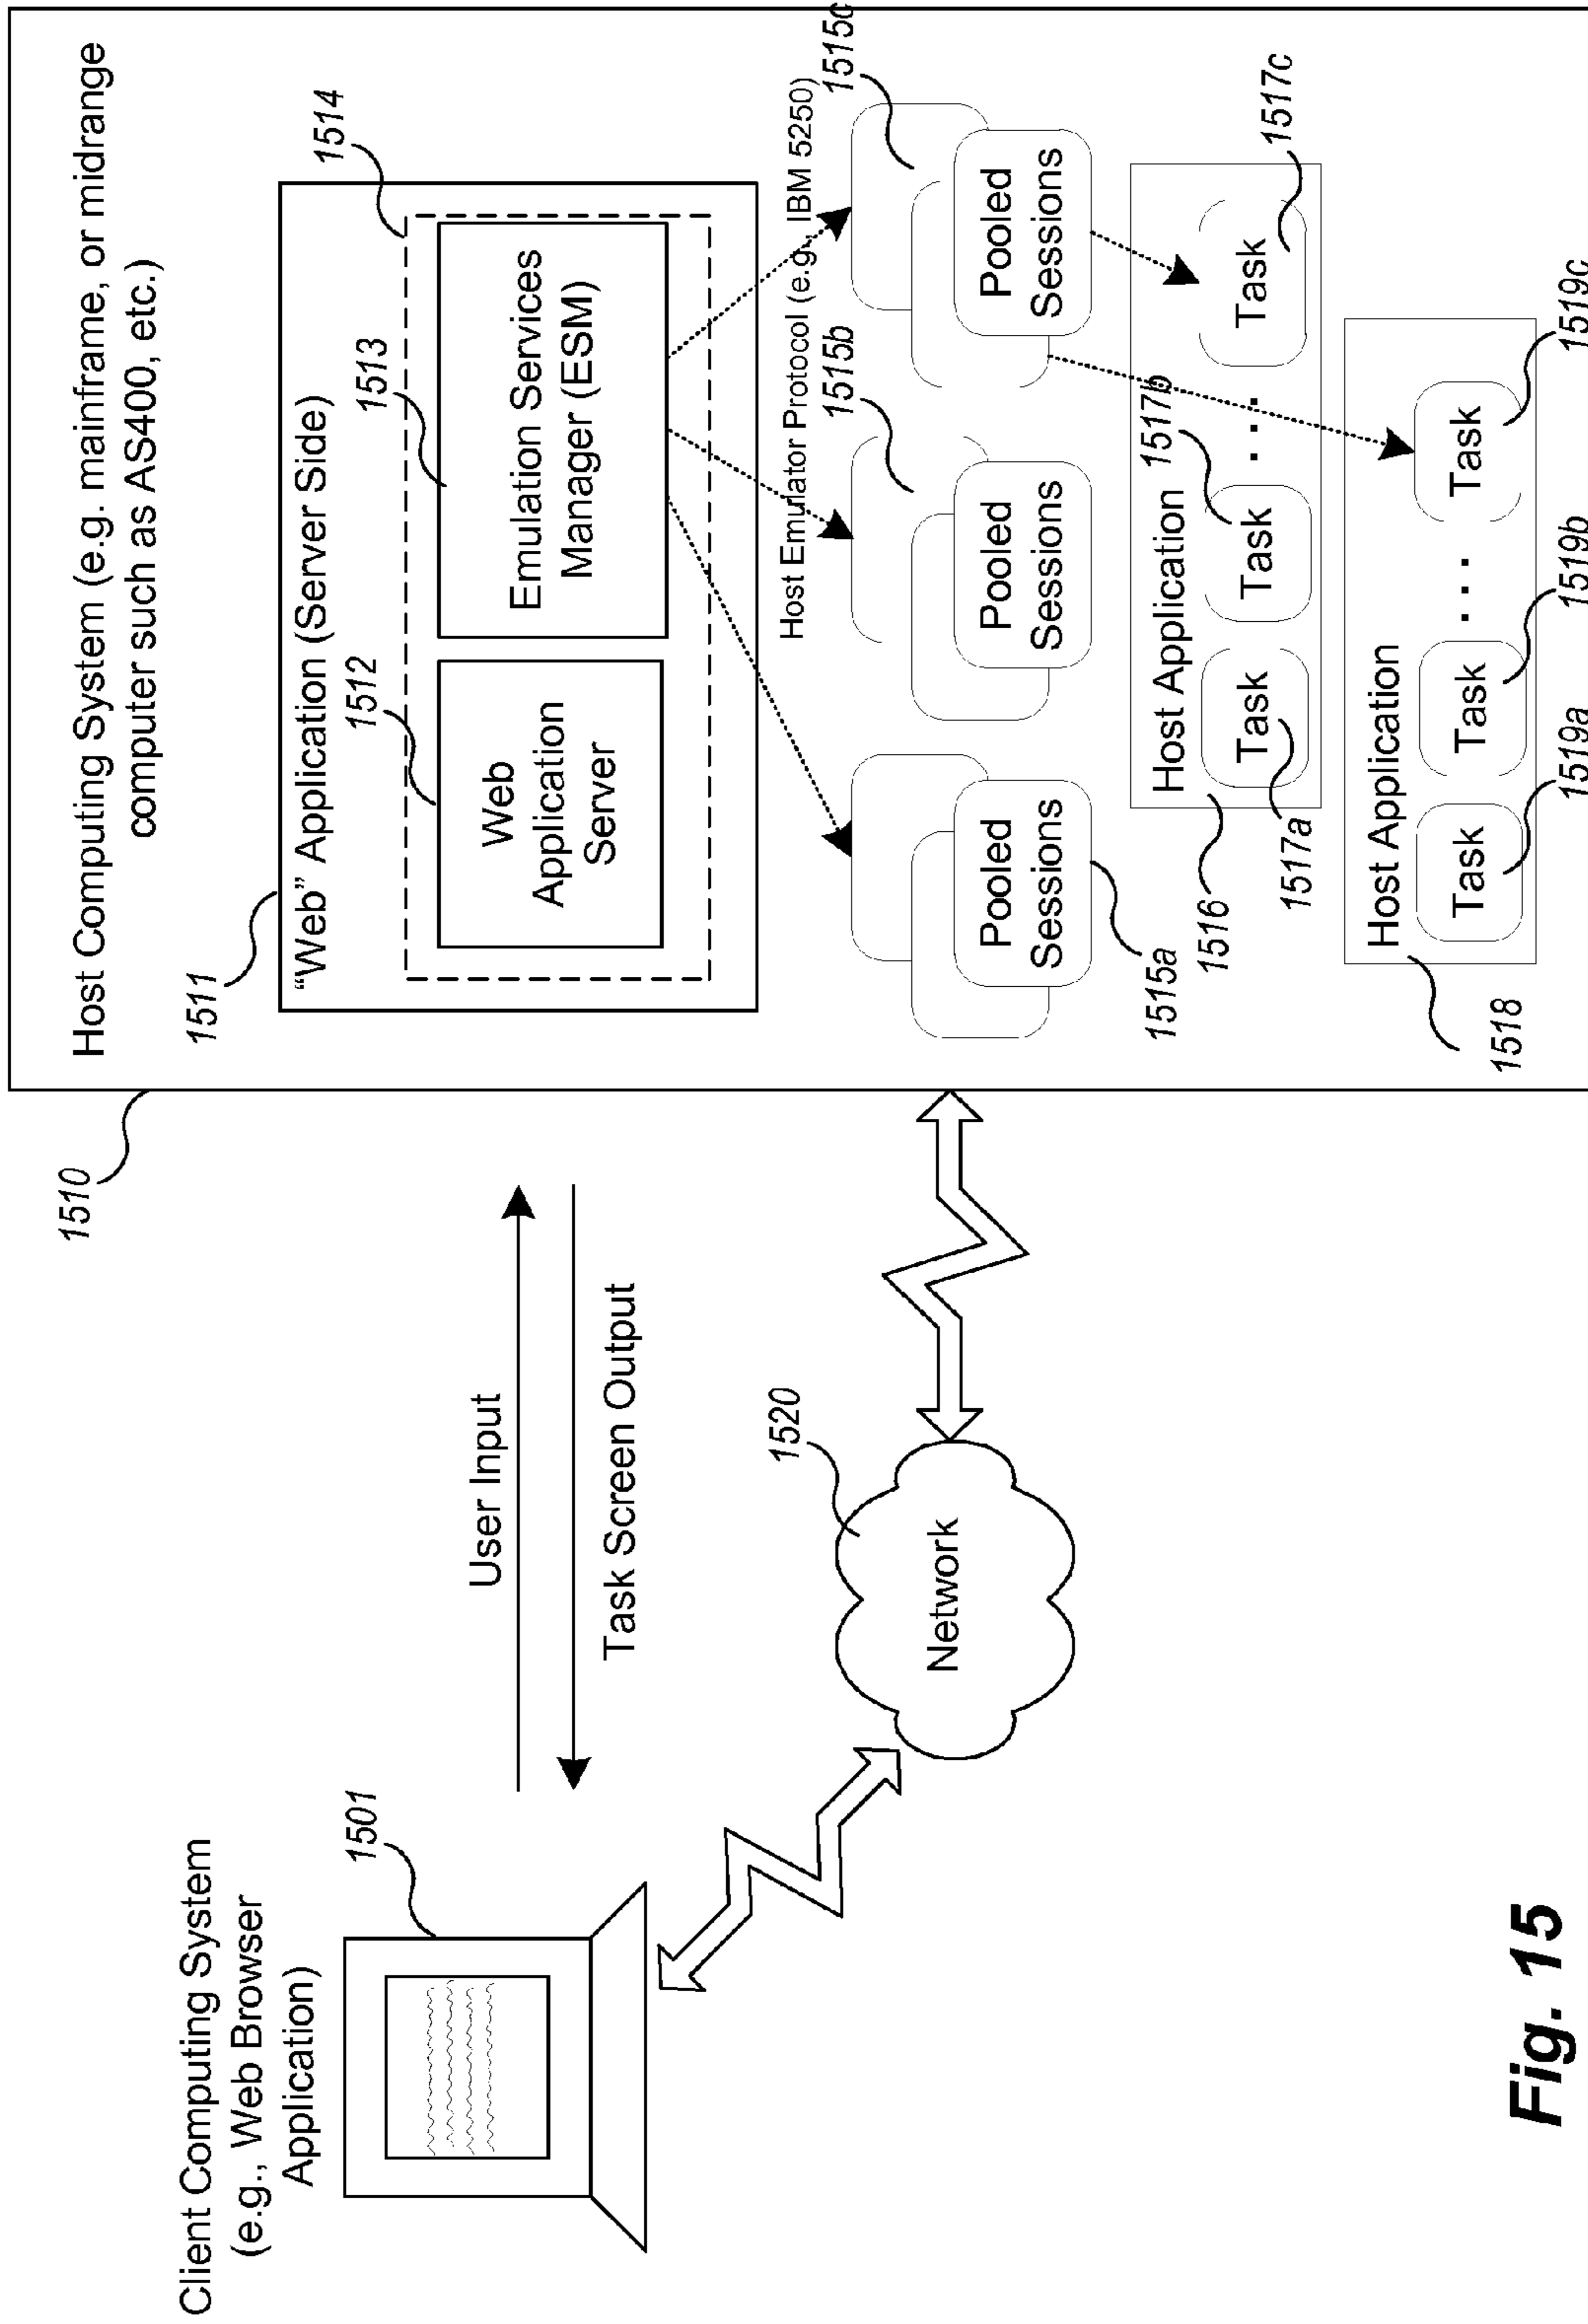 Host Computing System (e.g. mainframe, or midrange
computer such as AS400, etc.)
1510
1511
"Web" Application (Server Side)
1514
1512
1513
Web
Application
Server
Emulation Services
Manager (ESM)
Client Computing System
(e.g., Web Browser
Application)
1501
User Input
Task Screen Output
Host Emulator Protocol (e.g., IBM 5250)
1515b
1515c
Pooled
Sessions
Pooled
Sessions
Pooled
Sessions
1515a
1520
Network
Host Application
1517b
1517c
Task
Task
...
Task
1516
1517a
Host Application
Task
Task
...
Task
1518
1519a
1519b
1519c
Fig. 15